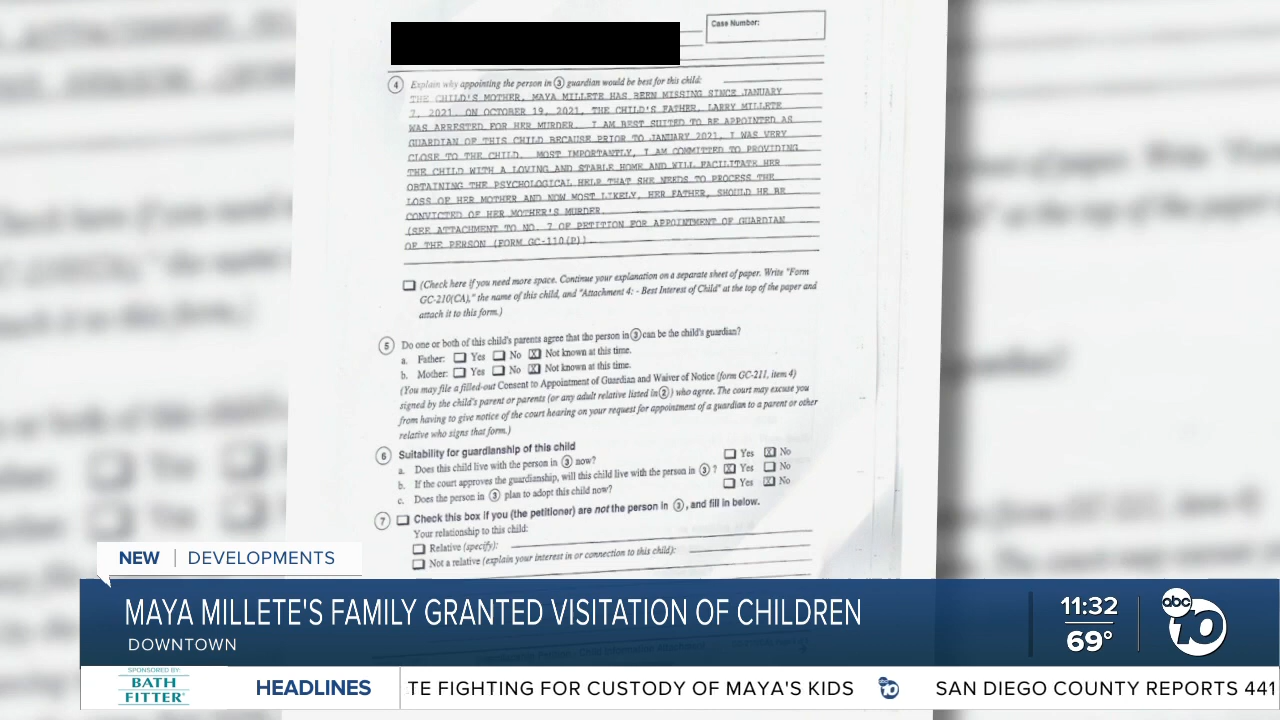 Case Number:
4 Explain why appointing the person in 3 guardian would be best for this child:
THE CHILD'S MOTHER, MAYA MILLETE HAS BEEN MISSING SINCE JANUARY
7, 2021. ON OCTOBER 19, 2021, THE CHILD'S FATHER, LARRY MILLETE
WAS ARRESTED FOR HER MURDER. I AM BEST SUITED TO BE APPOINTED AS
GUARDIAN OF THIS CHILD BECAUSE PRIOR TO JANUARY 2021, I WAS VERY
CLOSE TO THE CHILD. MOST IMPORTANTLY, I AM COMMITTED TO PROVIDING
THE CHILD WITH A LOVING AND STABLE HOME AND WILL FACILITATE HER
OBTAINING THE PSYCHOLOGICAL HELP THAT SHE NEEDS TO PROCESS THE
LOSS OF HER MOTHER AND NOW MOST LIKELY, HER FATHER, SHOULD HE BE
CONVICTED OF HER MOTHER'S MURDER.
(SEE ATTACHMENT TO NO. 7 OF PETITION FOR APPOINTMENT OF GUARDIAN
OF THE PERSON (FORM GC-110(P))
(Check here if you need more space. Continue your explanation on a separate sheet of paper. Write "Form
GC-210(CA)," the name of this child, and "Attachment 4: - Best Interest of Child" at the top of the paper and
attach it to this form.)
5 Do one or both of this child's parents agree that the person in 3 can be the child's guardian?
a. Father: Yes No X Not known at this time.
b. Mother: Yes No X Not known at this time.
(You may file a filled-out Consent to Appointment of Guardian and Waiver of Notice (form GC-211, item 4)
signed by the child's parent or parents (or any adult relative listed in 2) who agree. The court may excuse you
from having to give notice of the court hearing on your request for appointment of a guardian to a parent or other
relative who signs that form.)
6 Suitability for guardianship of this child
a. Does this child live with the person in 3 now? Yes X No
b. If the court approves the guardianship, will this child live with the person in 3? X Yes No
c. Does the person in 3 plan to adopt this child now? Yes X No
7 Check this box if you (the petitioner) are not the person in 3, and fill in below.
Your relationship to this child:
Relative (specify):
Not a relative (explain your interest in or connection to this child):
NEW | DEVELOPMENTS
MAYA MILLETE'S FAMILY GRANTED VISITATION OF CHILDREN
DOWNTOWN
11:32
69°
abc 10
SPONSORED BY:
BATH
FITTER
HEADLINES
TE FIGHTING FOR CUSTODY OF MAYA'S KIDS abc 10 SAN DIEGO COUNTY REPORTS 441